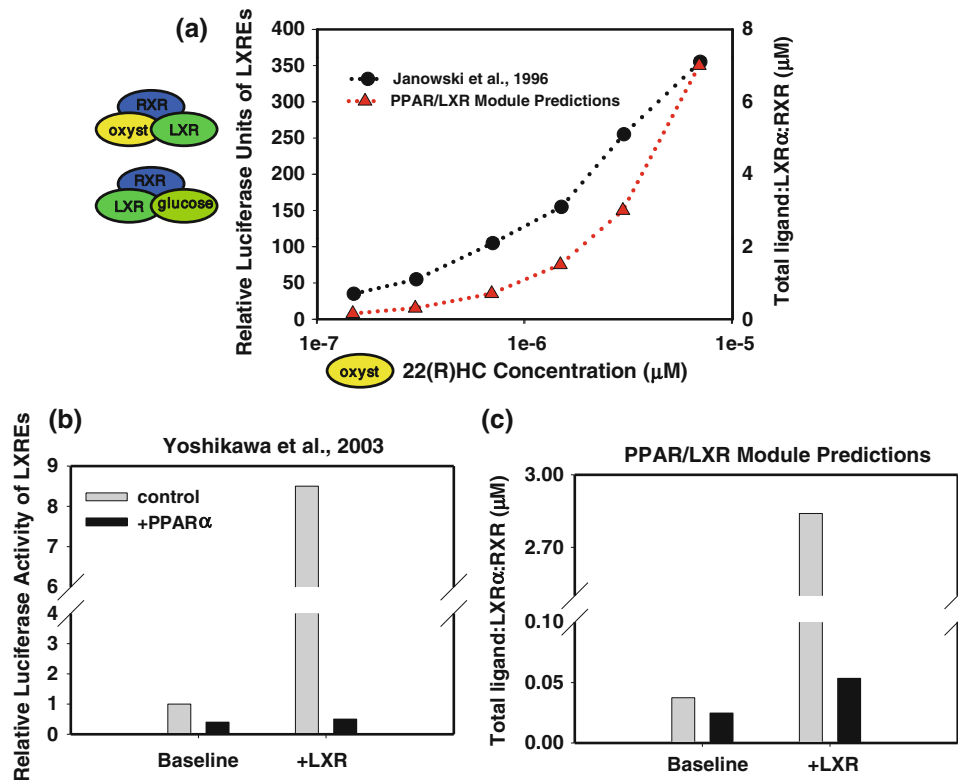 (a)
RXR
oxyst LXR
RXR
LXR glucose
Relative Luciferase Units of LXREs
400
350
300
250
200
150
100
50
0
Janowski et al., 1996
PPAR/LXR Module Predictions
8
6
4
2
0
Total ligand:LXRα:RXR (μM)
1e-7 1e-6 1e-5
oxyst 22(R)HC Concentration (μM)
(b)
Yoshikawa et al., 2003
Relative Luciferase Activity of LXREs
9
8
7
6
4
3
2
1
0
control
+PPARα
Baseline +LXR
(c)
PPAR/LXR Module Predictions
Total ligand:LXRα:RXR (μM)
3.00
2.70
0.10
0.05
0.00
Baseline +LXR